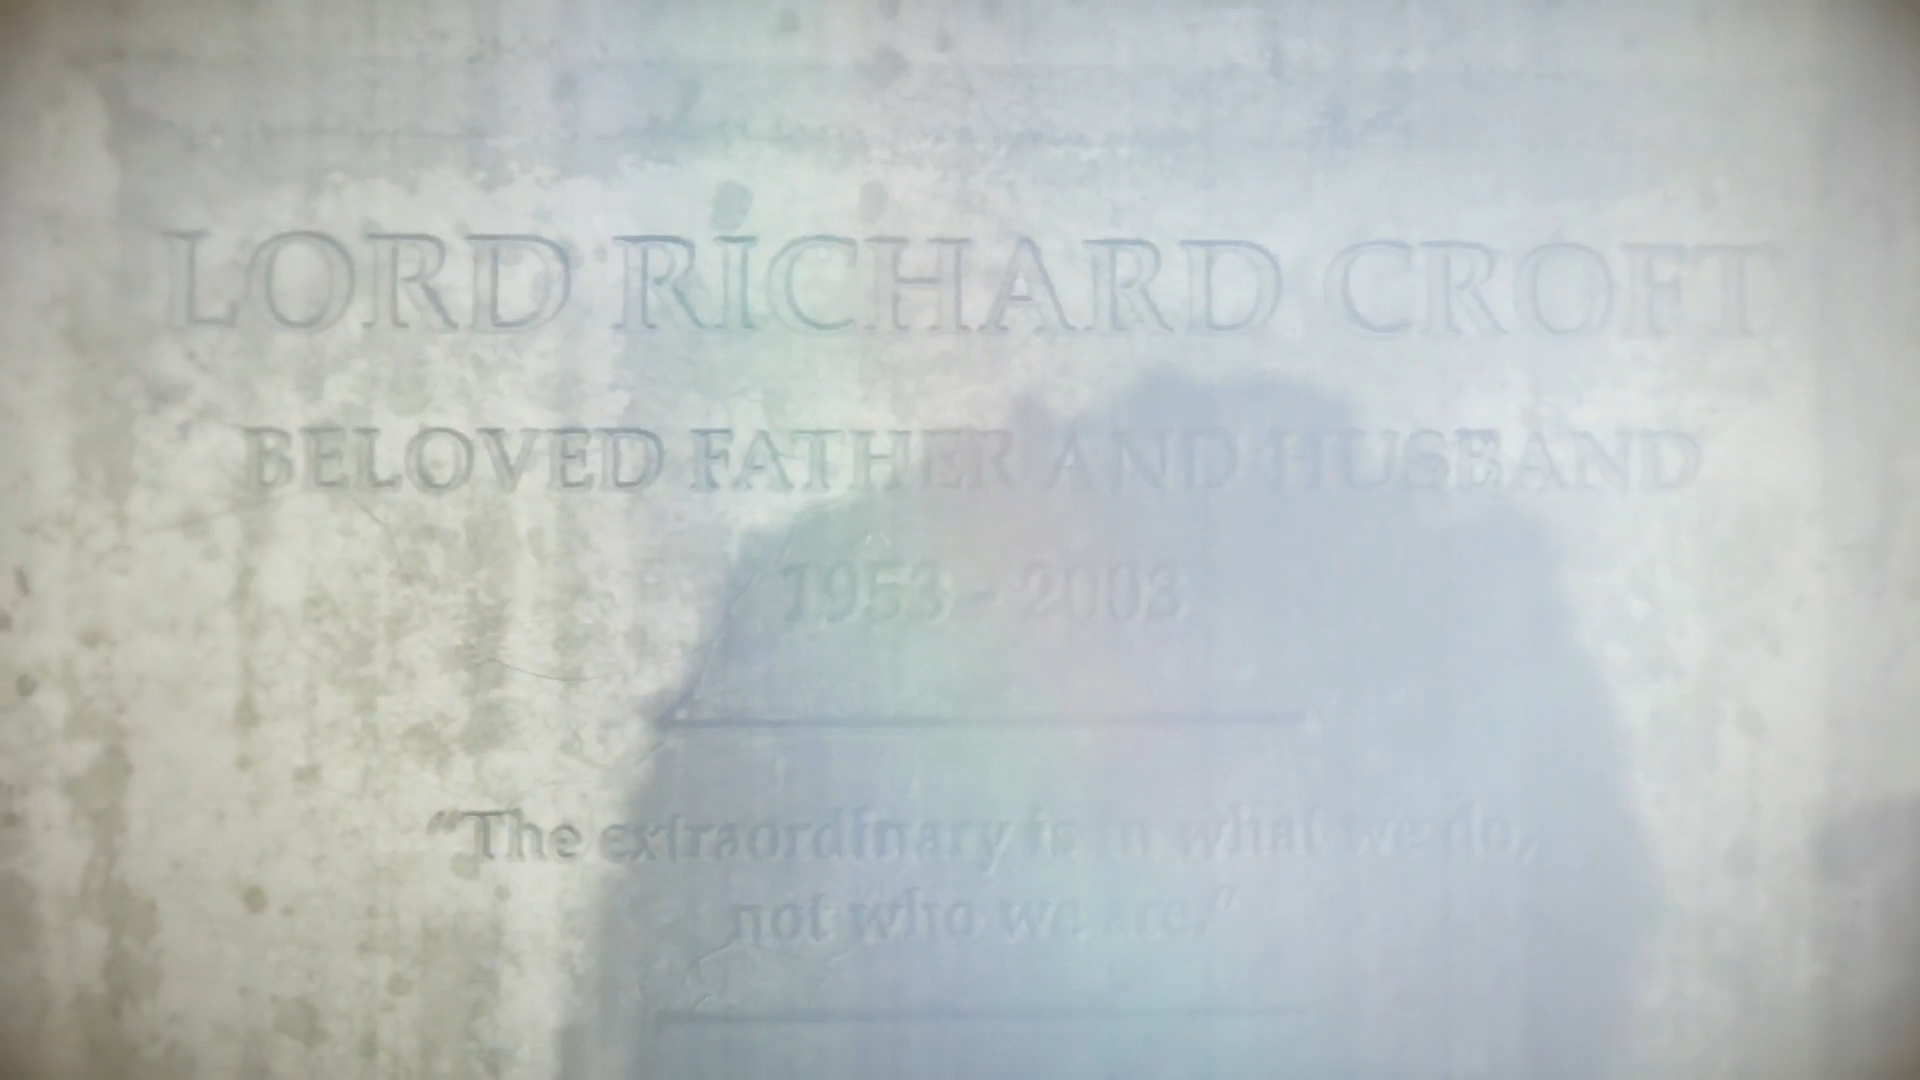 LORD RICHARD CROFT
BELOVED FATHER AND HUSBAND
1953 - 2003
“The extraordinary is in what we do,
not who we are.”